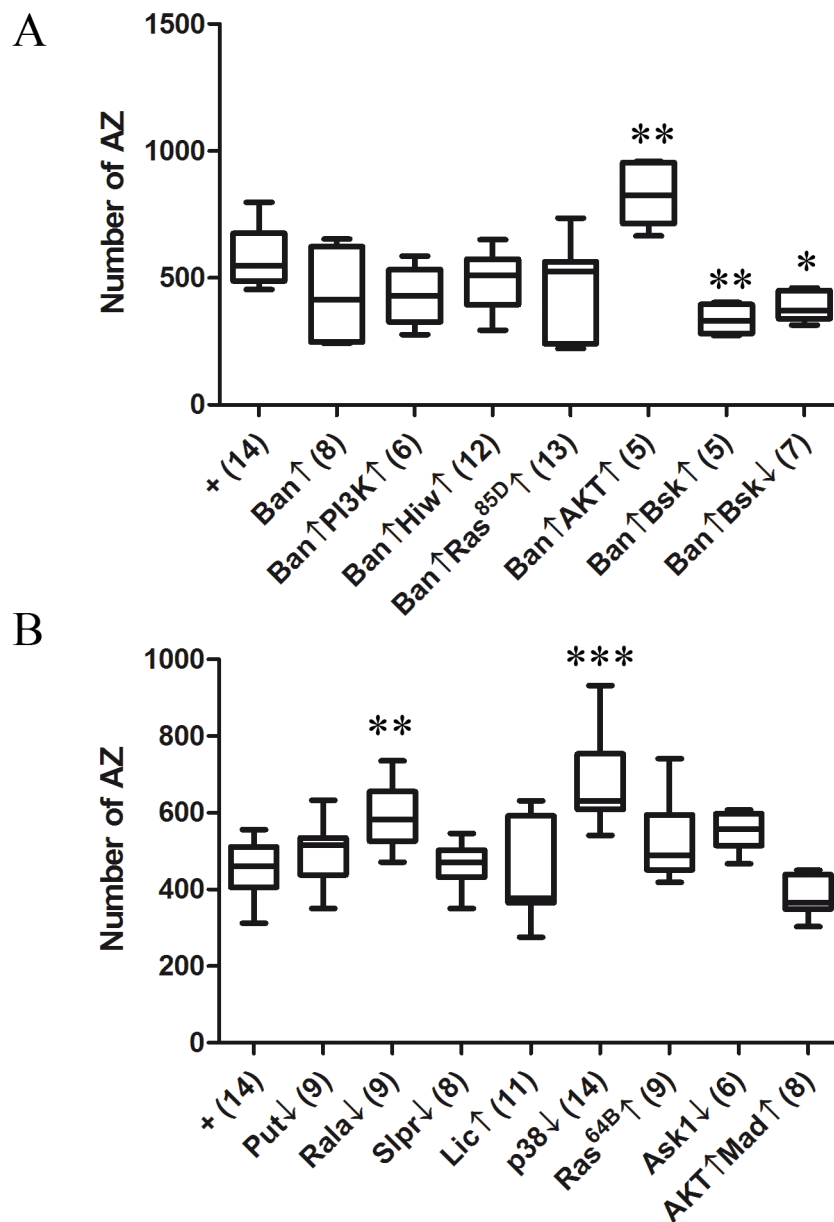 A
Number of AZ
1500
1000
500
0
**
**
*
+ (14)
Ban↑ (8)
Ban↑PI3K↑ (6)
Ban↑Hiw↑ (12)
Ban↑Ras85D↑ (13)
Ban↑AKT↑ (5)
Ban↑Bsk↑ (5)
Ban↑Bsk↓ (7)
B
Number of AZ
1000
800
600
400
200
0
**
***
+ (14)
Put↓ (9)
Rala↓ (9)
Slpr↓ (8)
Lic↑ (11)
p38↓ (14)
Ras64B↑ (9)
Ask1↓ (6)
AKT↑Mad↑ (8)